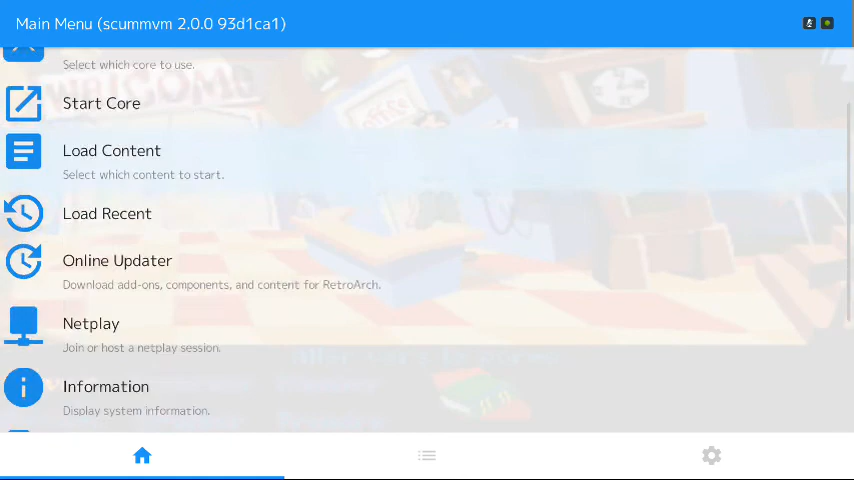 Main Menu (scummvm 2.0.0 93d1ca1)
Select which core to use.
Start Core
Load Content
Select which content to start.
Load Recent
Online Updater
Download add-ons, components, and content for RetroArch.
Netplay
Join or host a netplay session.
Information
Display system information.
WELCOME
Office